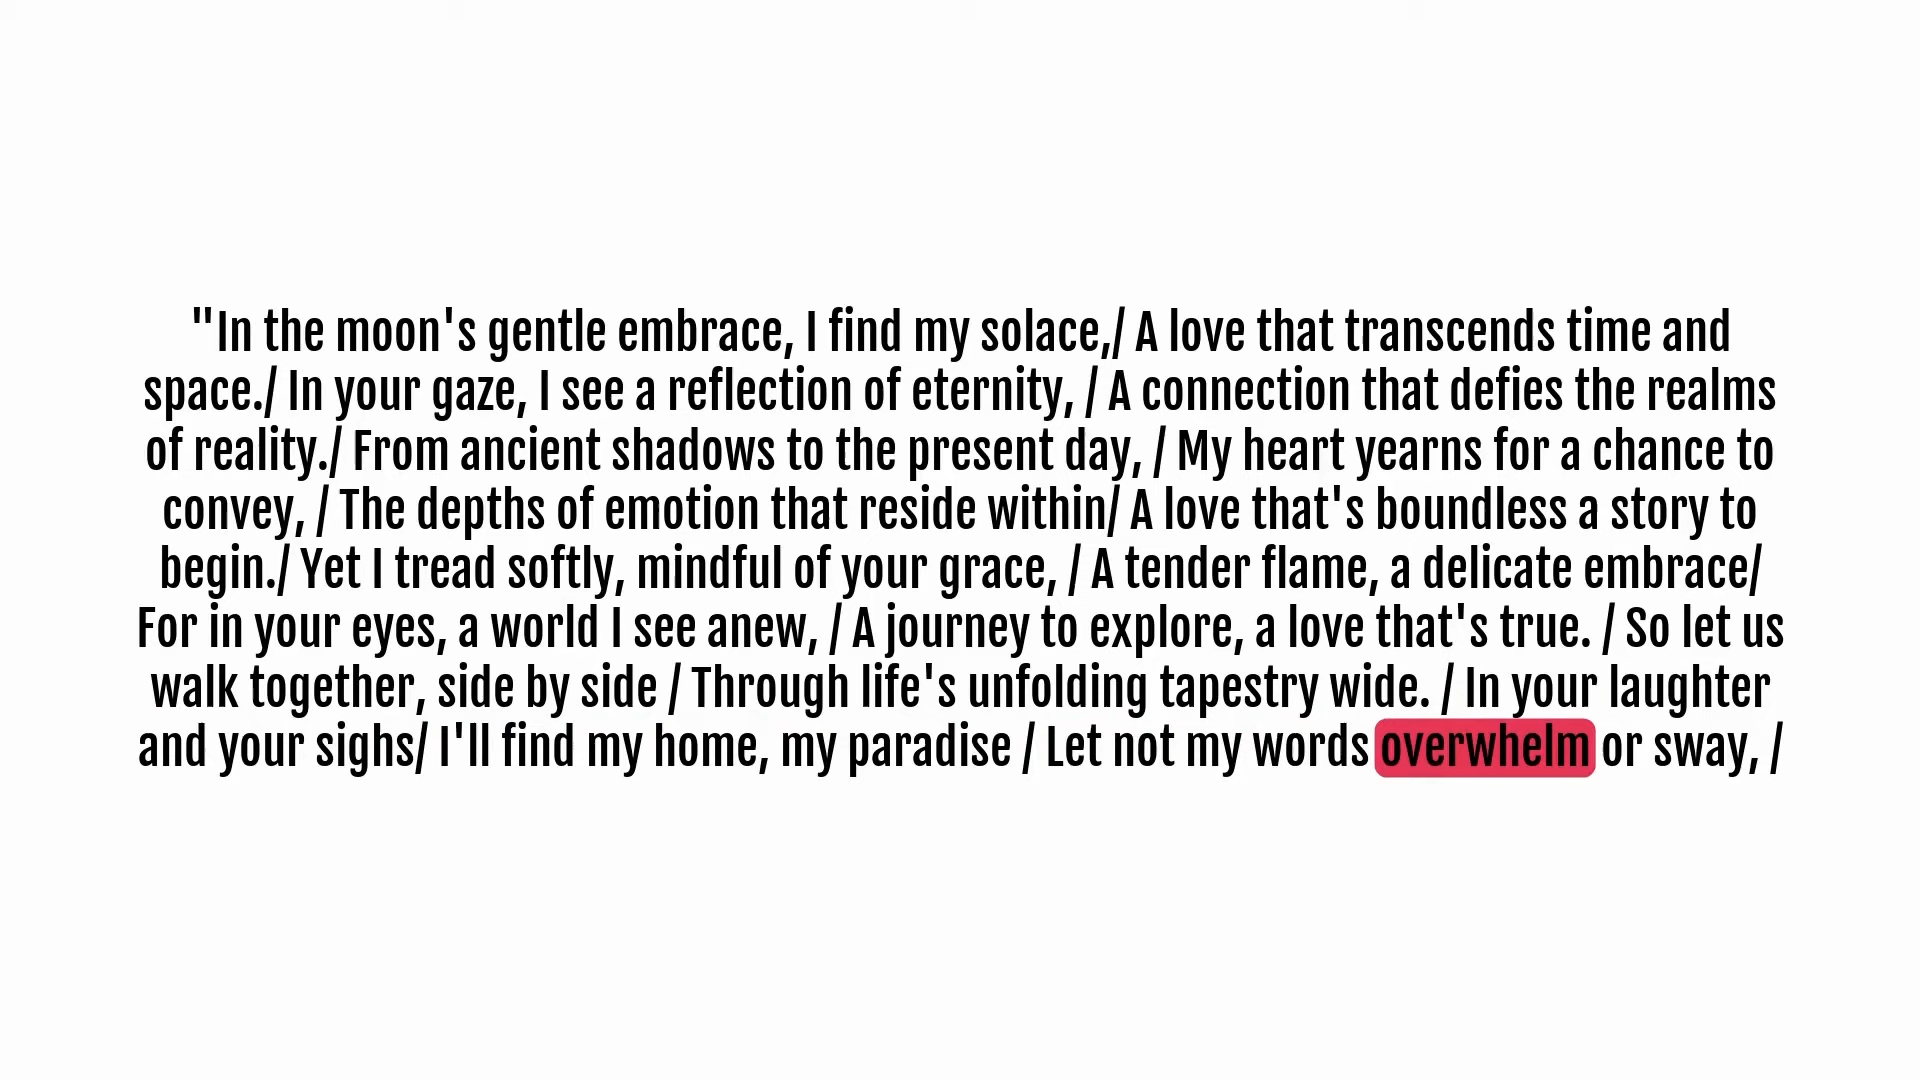 "In the moon's gentle embrace, I find my solace,/ A love that transcends time and
space./ In your gaze, I see a reflection of eternity, / A connection that defies the realms
of reality./ From ancient shadows to the present day, / My heart yearns for a chance to
convey, / The depths of emotion that reside within/ A love that's boundless a story to
begin./ Yet I tread softly, mindful of your grace, / A tender flame, a delicate embrace/
For in your eyes, a world I see anew, / A journey to explore, a love that's true. / So let us
walk together, side by side / Through life's unfolding tapestry wide. / In your laughter
and your sighs/ I'll find my home, my paradise / Let not my words overwhelm or sway, /